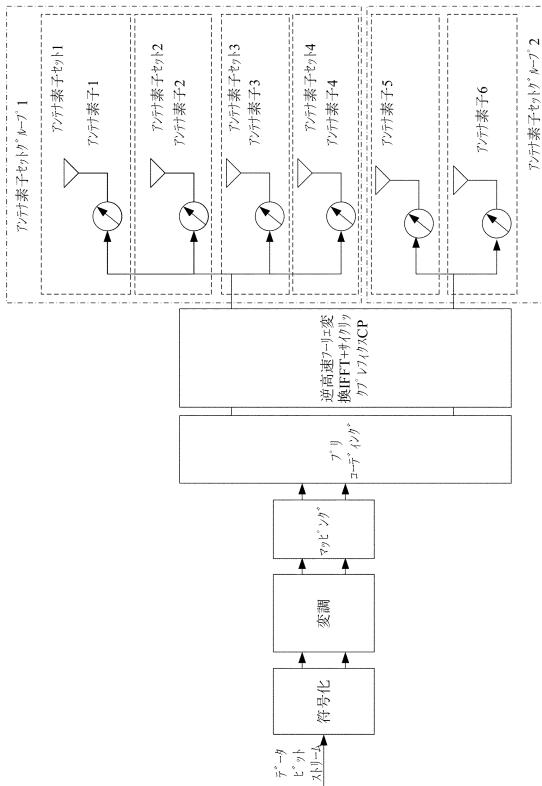 データ
ビット
ストリーム
符号化
変調
マッピング
プリ
コーディング
逆高速フーリエ変
換IFFT+サイクリッ
クプレフィクスCP
アンテナ素子セットグループ1
アンテナ素子セット1
アンテナ素子1
アンテナ素子セット2
アンテナ素子2
アンテナ素子セット3
アンテナ素子3
アンテナ素子セット4
アンテナ素子4
アンテナ素子5
アンテナ素子6
アンテナ素子セットグループ2